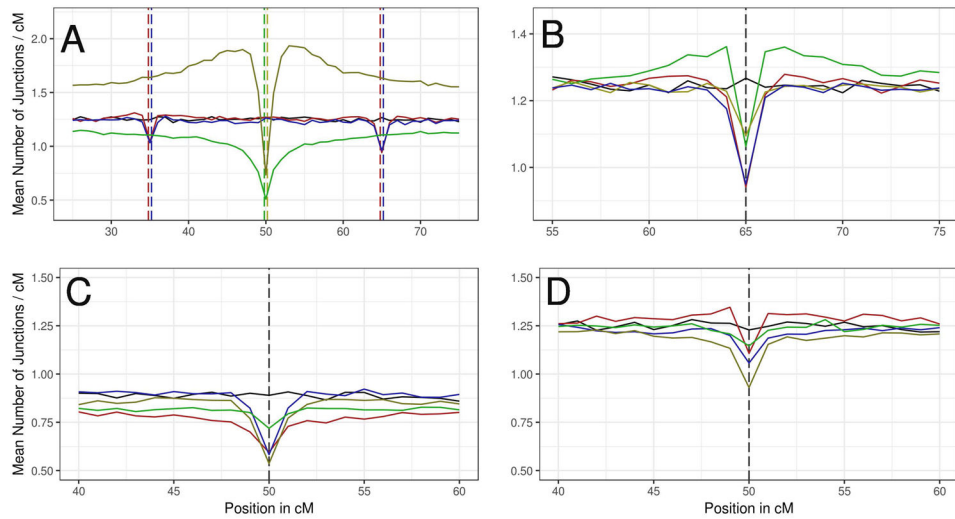 A
B
Mean Number of Junctions / cM
2.0
1.5
1.0
0.5
30 40 50 60 70
1.4
1.2
1.0
55 60 65 70 75
C
D
Mean Number of Junctions / cM
1.50
1.25
1.00
0.75
0.50
40 45 50 55 60
Position in cM
1.50
1.25
1.00
0.75
0.50
40 45 50 55 60
Position in cM